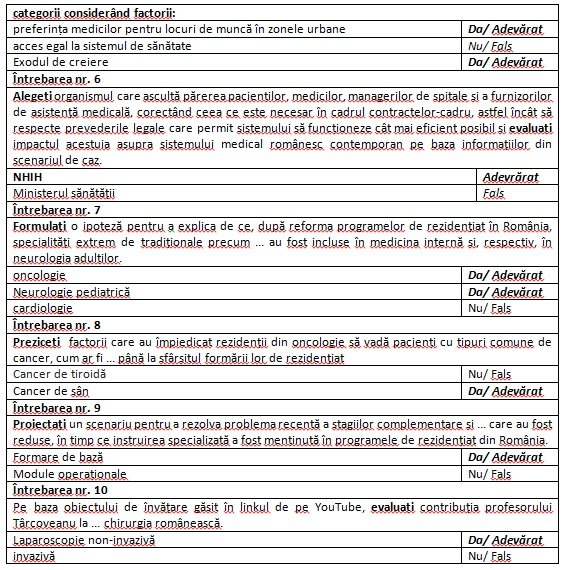 categorii considerând factorii:
preferința medicilor pentru locuri de muncă în zonele urbane Da/ Adevărat
acces egal la sistemul de sănătate Nu/ Fals
Exodul de creiere Da/ Adevărat
Întrebarea nr. 6
Alegeți organismul care ascultă părerea pacienților, medicilor, managerilor de spitale și a furnizorilor
de asistență medicală, corectând ceea ce este necesar în cadrul contractelor-cadru, astfel încât să
respecte prevederile legale care permit sistemului să funcționeze cât mai eficient posibil și evaluați
impactul acestuia asupra sistemului medical românesc contemporan pe baza informațiilor din
scenariul de caz.
NHIH Adevrărat
Ministerul sănătății Fals
Întrebarea nr. 7
Formulați o ipoteză pentru a explica de ce, după reforma programelor de rezidențiat în România,
specialități extrem de tradiționale precum ... au fost incluse în medicina internă și, respectiv, în
neurologia adulților.
oncologie Da/ Adevărat
Neurologie pediatrică Da/ Adevărat
cardiologie Nu/ Fals
Întrebarea nr. 8
Preziceți factorii care au împiedicat rezidenții din oncologie să vadă pacienți cu tipuri comune de
cancer, cum ar fi ... până la sfârșitul formării lor de rezidențiat
Cancer de tiroidă Nu/ Fals
Cancer de sân Da/ Adevărat
Întrebarea nr. 9
Proiectați un scenariu pentru a rezolva problema recentă a stagiilor complementare și ... care au fost
reduse, în timp ce instruirea specializată a fost menținută în programele de rezidențiat din România.
Formare de bază Da/ Adevărat
Module operaționale Nu/ Fals
Întrebarea nr. 10
Pe baza obiectului de învățare găsit în linkul de pe YouTube, evaluați contribuția profesorului
Târcoveanu la ... chirurgia românească.
Laparoscopie non-invazivă Da/ Adevărat
invazivă Nu/ Fals